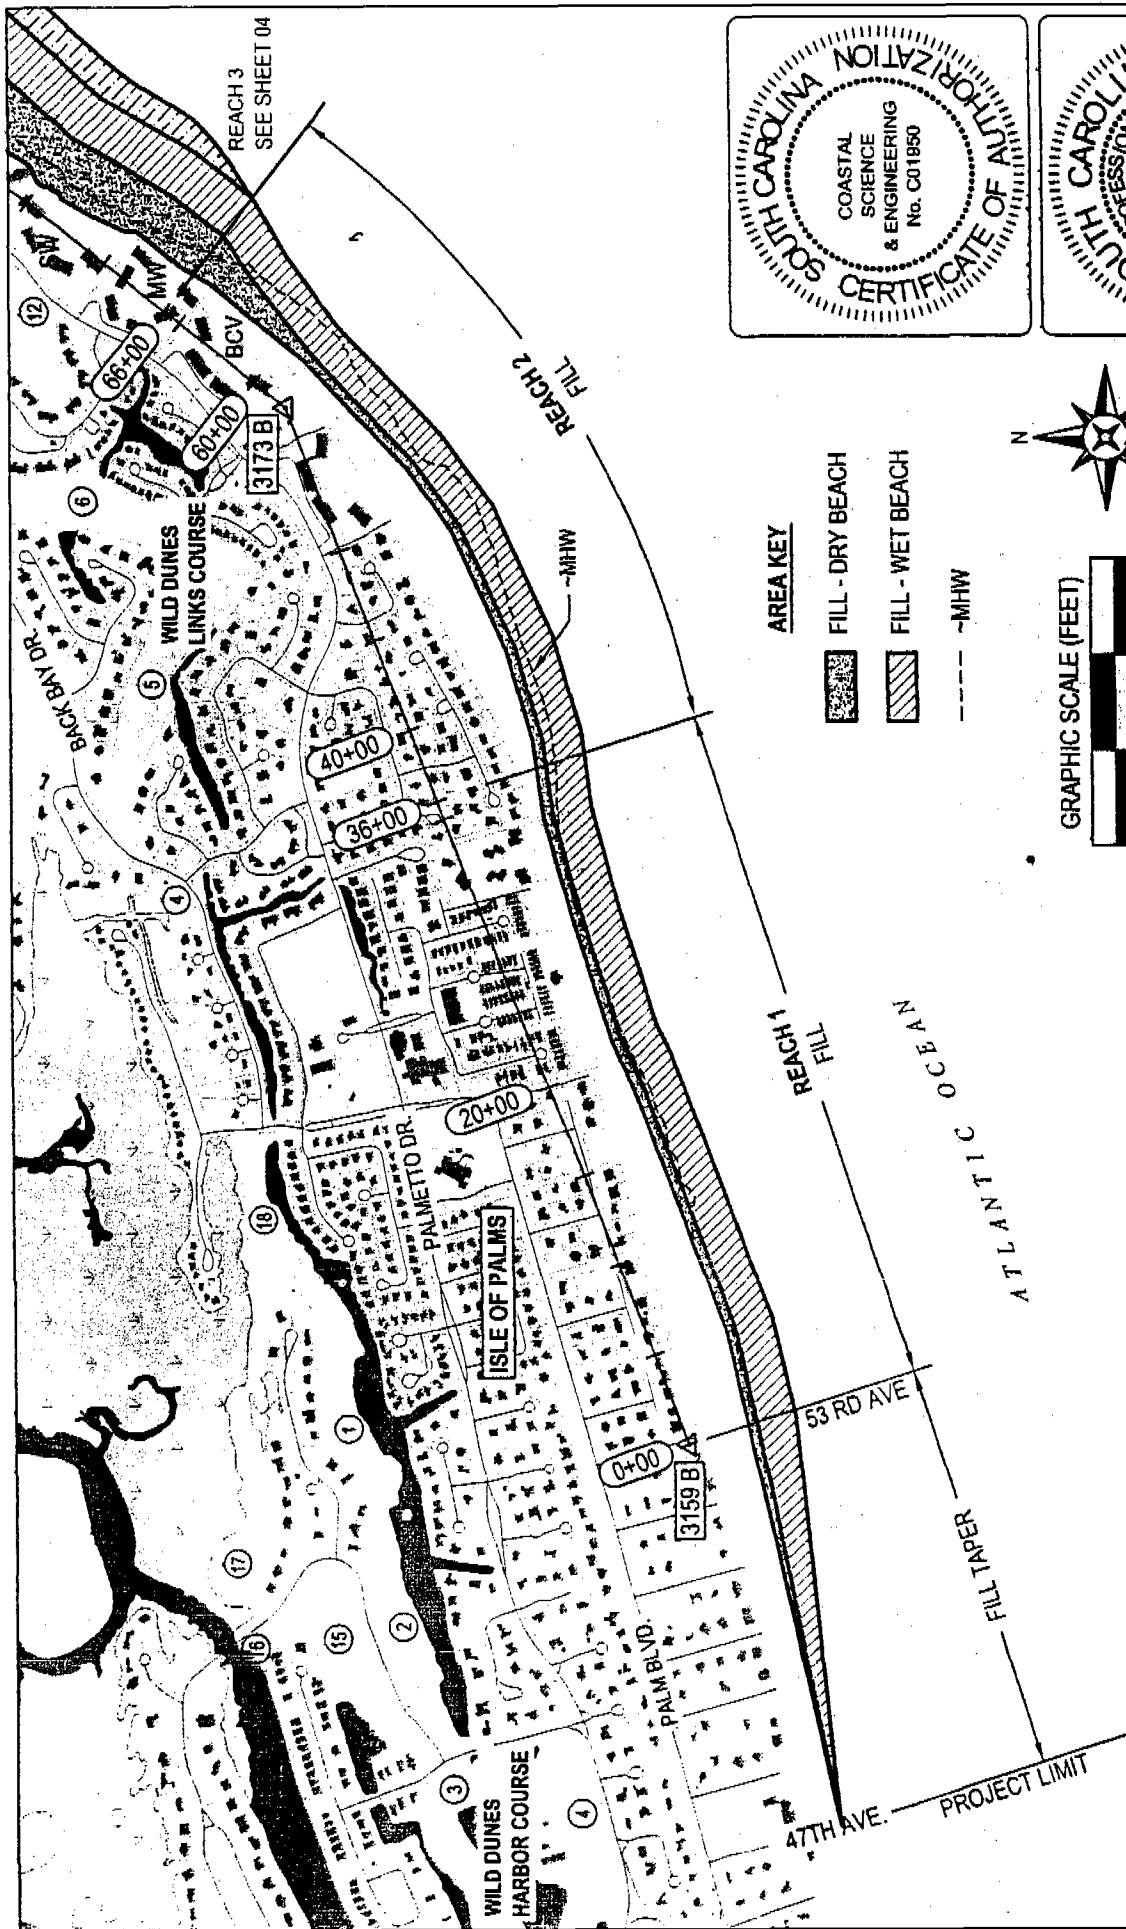 REACH 3
SEE SHEET 04
SW
MW
BCV
12
66+00
60+00
3173 B
6
WILD DUNES
LINKS COURSE
BACK BAY DR.
5
4
40+00
36+00
REACH 2
FILL
~MHW
20+00
PALMETTO DR.
18
ISLE OF PALMS
REACH 1
FILL
ATLANTIC OCEAN
1
17
16
15
2
0+00
3159 B
53 RD AVE
FILL TAPER
3
WILD DUNES
HARBOR COURSE
4
PALM BLVD.
47TH AVE.
PROJECT LIMIT
SOUTH CAROLINA
CERTIFICATE OF AUTHORIZATION
COASTAL
SCIENCE
& ENGINEERING
No. C01950
N
AREA KEY
FILL - DRY BEACH
FILL - WET BEACH
~MHW
GRAPHIC SCALE (FEET)